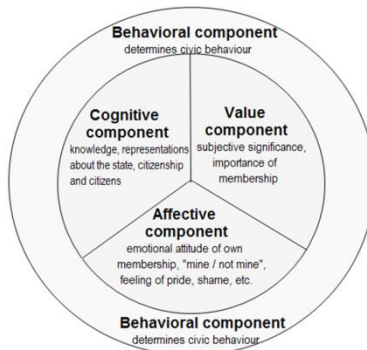 Behavioral component
determines civic behaviour
Cognitive
component
knowledge, representations
about the state, citizenship
and citizens
Value
component
subjective significance,
importance of
membership
Affective
component
emotional attitude of own
membership, "mine / not mine",
feeling of pride, shame, etc.
Behavioral component
determines civic behaviour